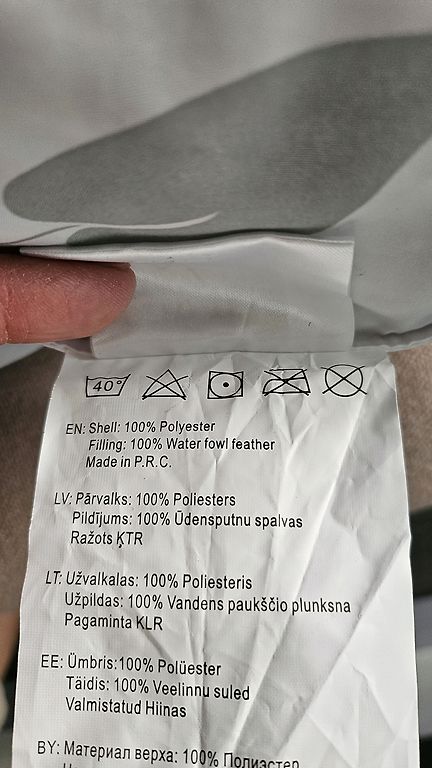 40°
EN: Shell: 100% Polyester
Filling: 100% Water fowl feather
Made in P.R.C.
LV: Pārvalks: 100% Poliesters
Pildījums: 100% Ūdensputnu spalvas
Ražots ĶTR
LT: Užvalkalas: 100% Poliesteris
Užpildas: 100% Vandens paukščio plunksna
Pagaminta KLR
EE: Ümbris:100% Polüester
Täidis: 100% Veelinnu suled
Valmistatud Hiinas
BY: Материал верха: 100% Полиэстер